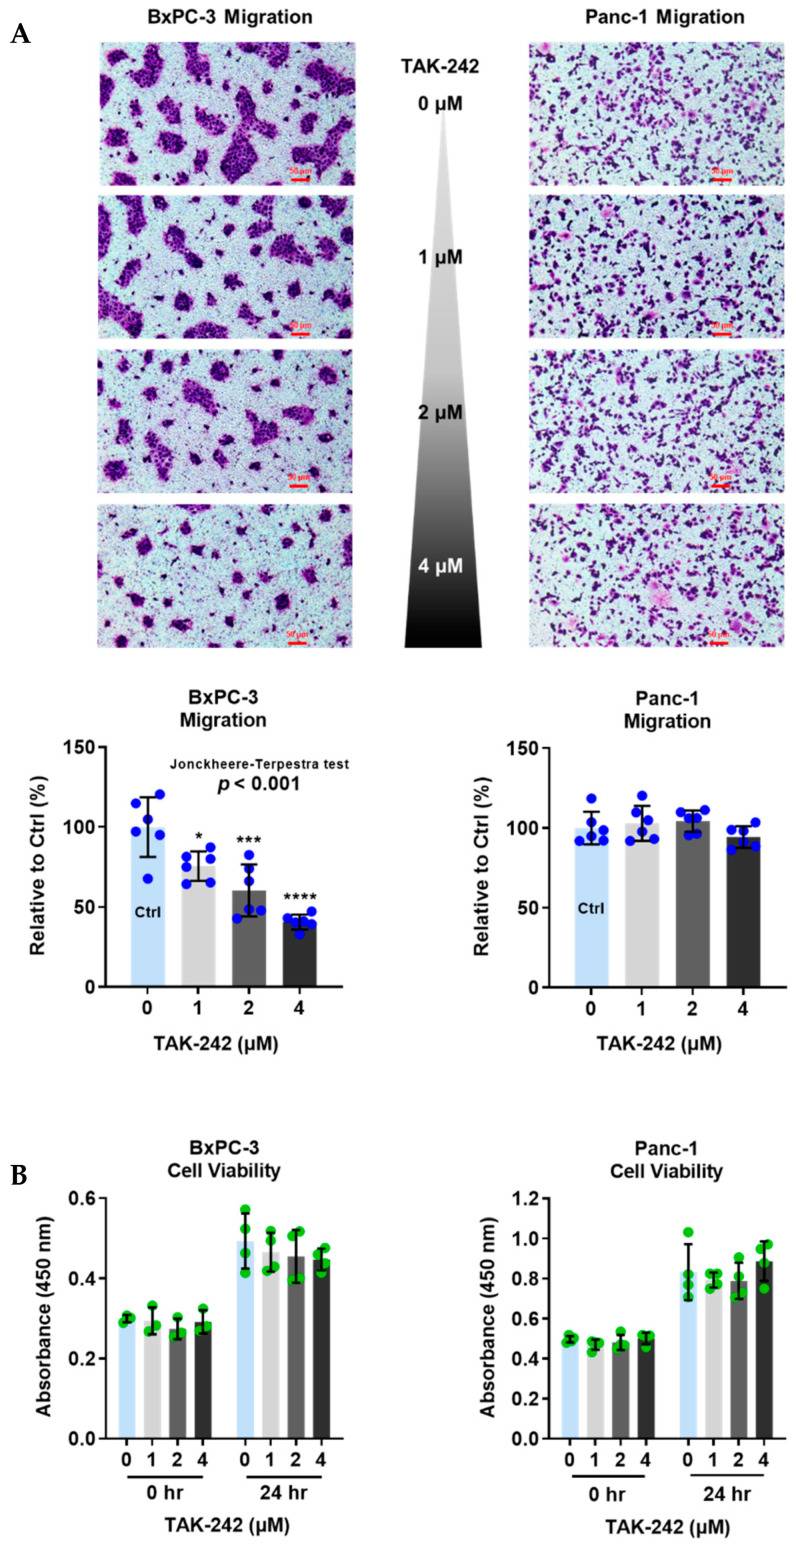 A
BxPC-3 Migration
Panc-1 Migration
TAK-242
0 µM
1 µM
2 µM
4 µM
50 µm
50 µm
50 µm
50 µm
50 µm
50 µm
50 µm
50 µm
BxPC-3
Migration
Jonckheere-Terpestra test
p < 0.001
Relative to Ctrl (%)
150
100
50
0
*
***
****
Ctrl
0 1 2 4
TAK-242 (µM)
Panc-1
Migration
Relative to Ctrl (%)
150
100
50
0
Ctrl
0 1 2 4
TAK-242 (µM)
B
BxPC-3
Cell Viability
Absorbance (450 nm)
0.6
0.4
0.2
0.0
0 1 2 4 0 1 2 4
0 hr 24 hr
TAK-242 (µM)
Panc-1
Cell Viability
Absorbance (450 nm)
1.2
1.0
0.8
0.6
0.4
0.2
0.0
0 1 2 4 0 1 2 4
0 hr 24 hr
TAK-242 (µM)